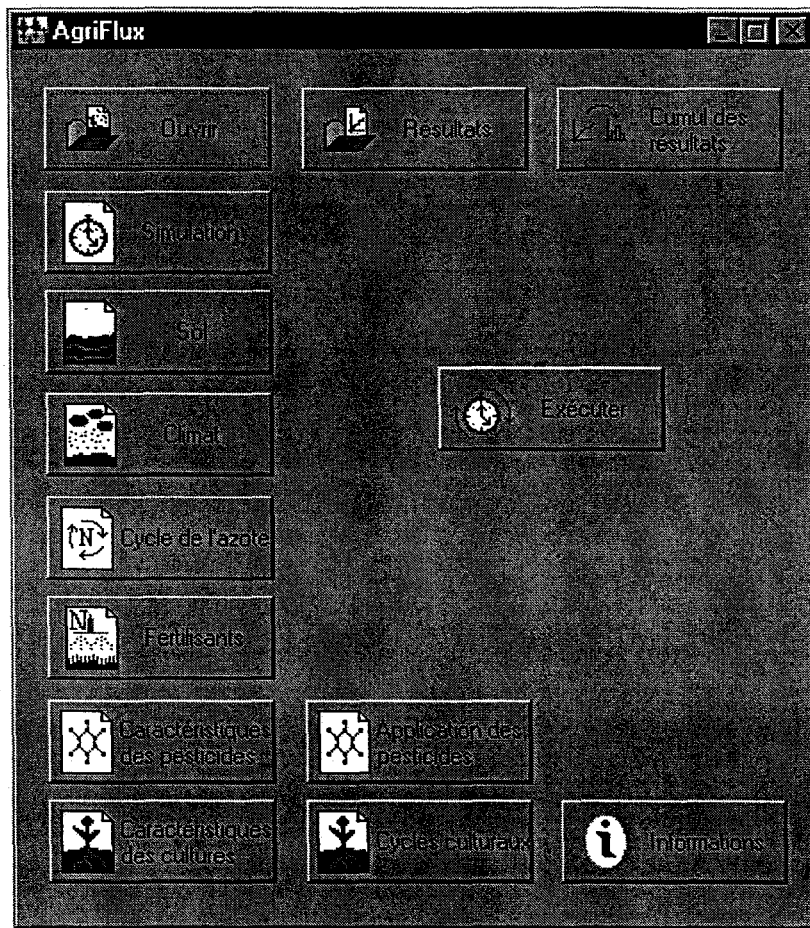 AgriFlux
Ouvrir
Résultats
Cumul des
résultats
Simulation
Sol
Climat
Exécuter
N
Cycle de l'azote
N
Fertilisants
Caractéristiques
des pesticides
Application des
pesticides
Caractéristiques
des cultures
Cycles culturaux
i
Informations